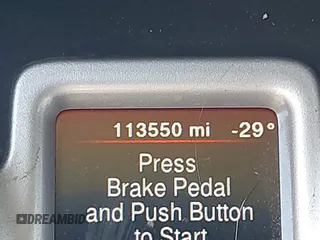 113550 mi -29°
Press
Brake Pedal
and Push Button
to Start
DREAMBID